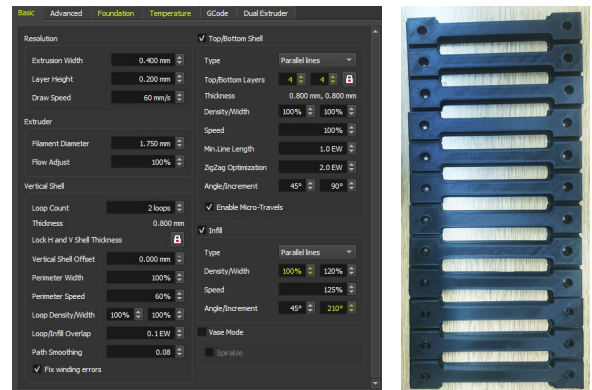 Basic Advanced Foundation Temperature GCode Dual Extruder
Resolution
Extrusion Width 0.400 mm
Layer Height 0.200 mm
Draw Speed 60 mm/s
Extruder
Filament Diameter 1.750 mm
Flow Adjust 100%
Vertical Shell
Loop Count 2 loops
Thickness 0.800 mm
Lock H and V Shell Thickness
Vertical Shell Offset 0.000 mm
Perimeter Width 100%
Perimeter Speed 60%
Loop Density/Width 100% 100%
Loop/Infill Overlap 0.1 EW
Path Smoothing 0.08
Fix winding errors
Top/Bottom Shell
Type Parallel lines
Top/Bottom Layers 4 4
Thickness 0.800 mm, 0.800 mm
Density/Width 100% 100%
Speed 100%
Min.Line Length 1.0 EW
ZigZag Optimization 2.0 EW
Angle/Increment 45° 90°
Enable Micro-Travels
Infill
Type Parallel lines
Density/Width 100% 120%
Speed 125%
Angle/Increment 45° 210°
Vase Mode
Spiralize